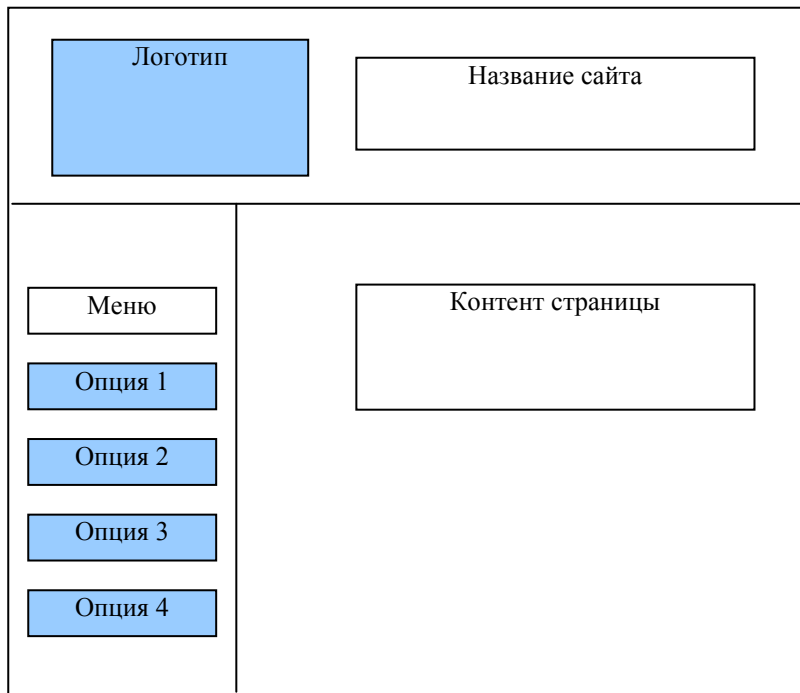 Логотип
Название сайта
Меню
Опция 1
Опция 2
Опция 3
Опция 4
Контент страницы